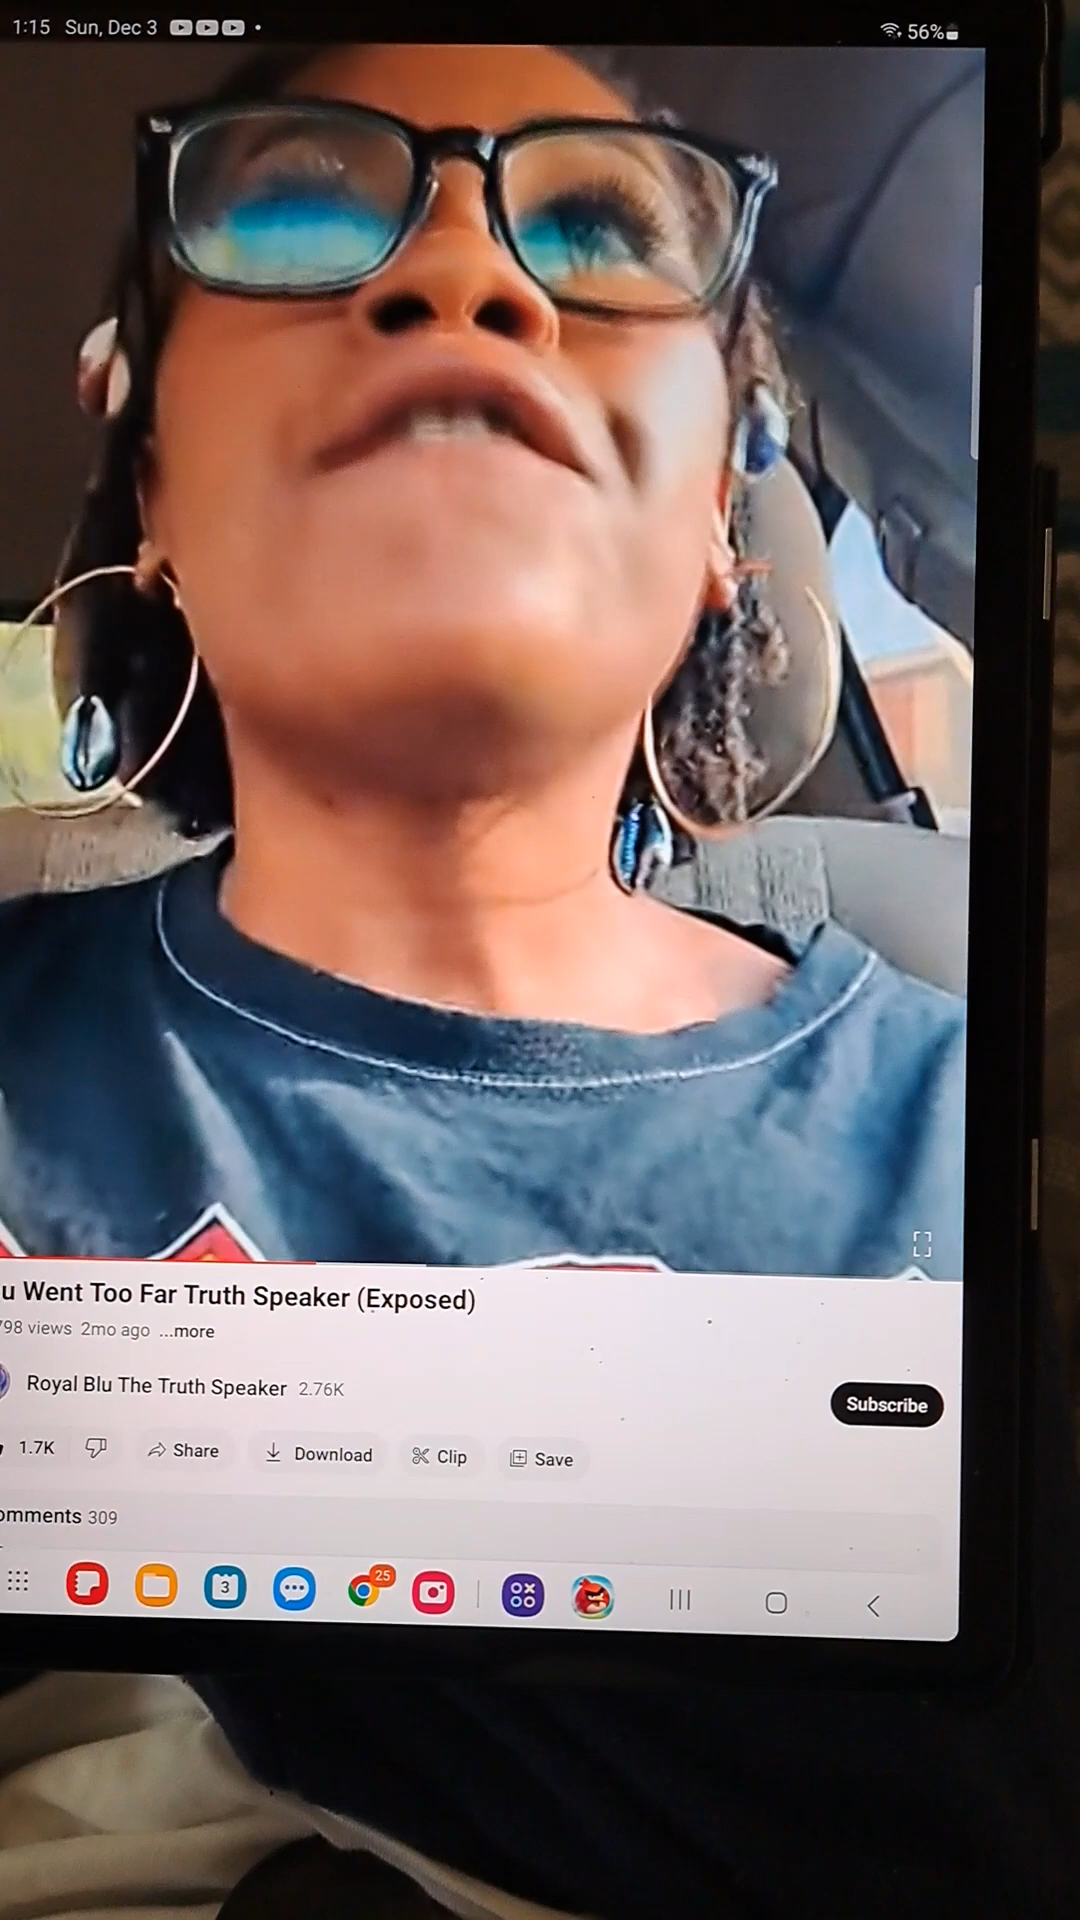 1:15 Sun, Dec 3
56%
u Went Too Far Truth Speaker (Exposed)
798 views 2mo ago ...more
Royal Blu The Truth Speaker 2.76K
Subscribe
1.7K Share Download Clip Save
omments 309
3
25